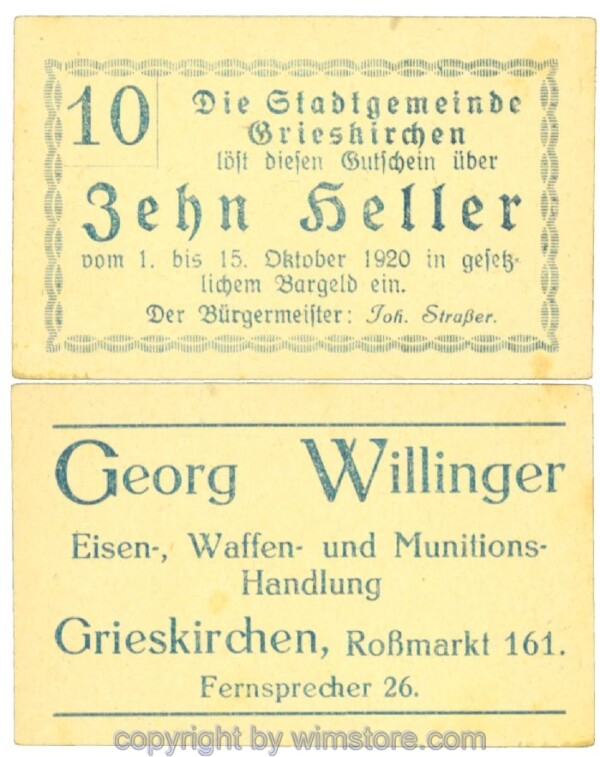 10
Die Stadtgemeinde
Grieskirchen
löst diesen Gutschein über
Zehn Heller
vom 1. bis 15. Oktober 1920 in gesetz-
lichem Bargeld ein.
Der Bürgermeister: Joh. Straßer.
Georg Willinger
Eisen-, Waffen- und Munitions-
Handlung
Grieskirchen, Roßmarkt 161.
Fernsprecher 26.
copyright by wimstore.com